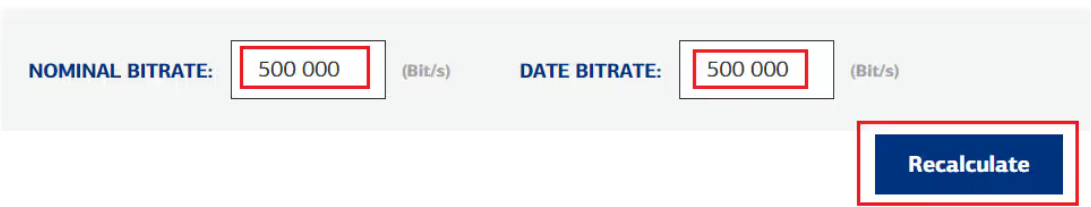 NOMINAL BITRATE: 500 000 (Bit/s) DATE BITRATE: 500 000 (Bit/s)
Recalculate